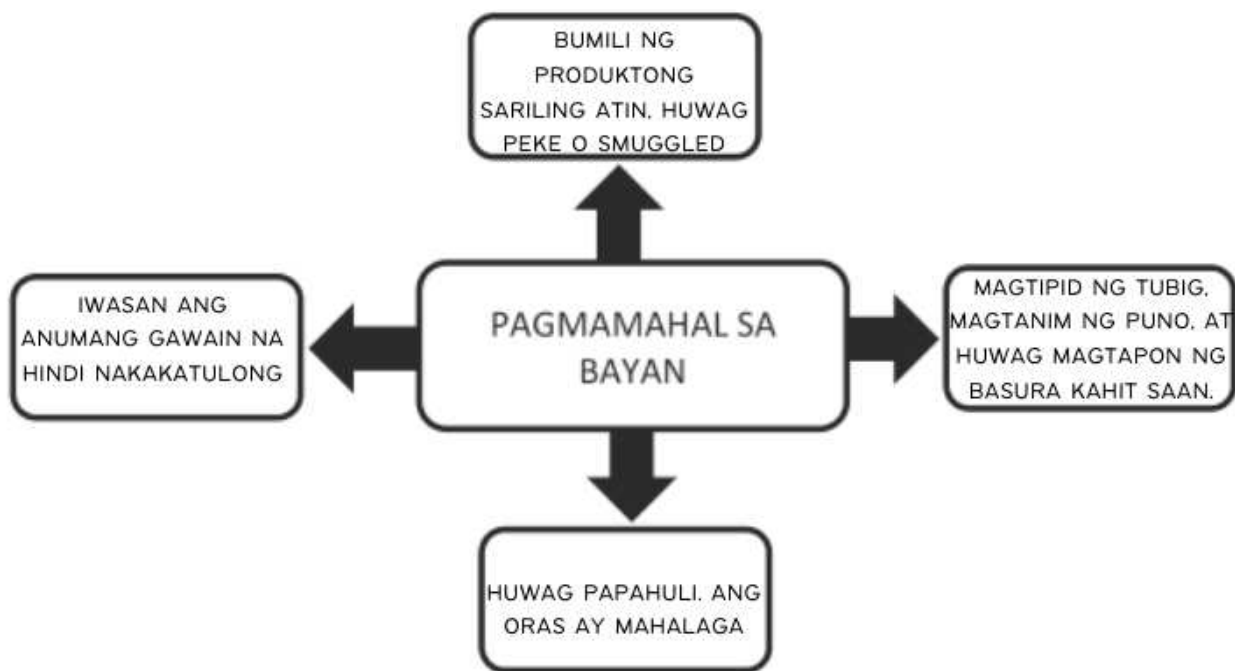 BUMILI NG
PRODUKTONG
SARILING ATIN, HUWAG
PEKE O SMUGGLED
IWASAN ANG
ANUMANG GAWAIN NA
HINDI NAKAKATULONG
PAGMAMAHAL SA
BAYAN
MAGTIPID NG TUBIG,
MAGTANIM NG PUNO, AT
HUWAG MAGTAPON NG
BASURA KAHIT SAAN.
HUWAG PAPAHULI. ANG
ORAS AY MAHALAGA